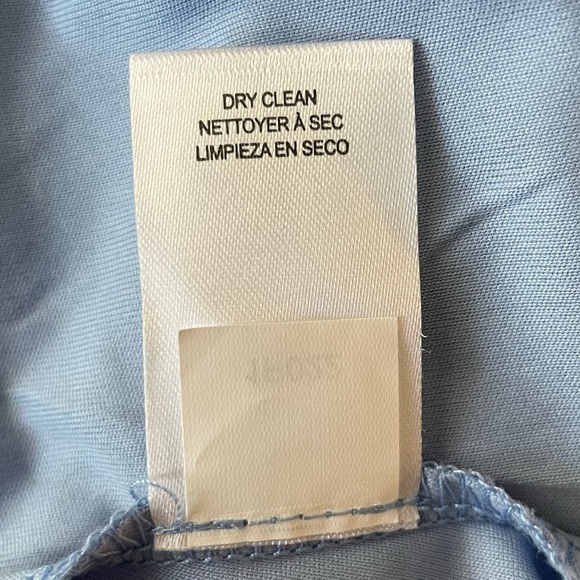 DRY CLEAN
NETTOYER À SEC
LIMPIEZA EN SECO